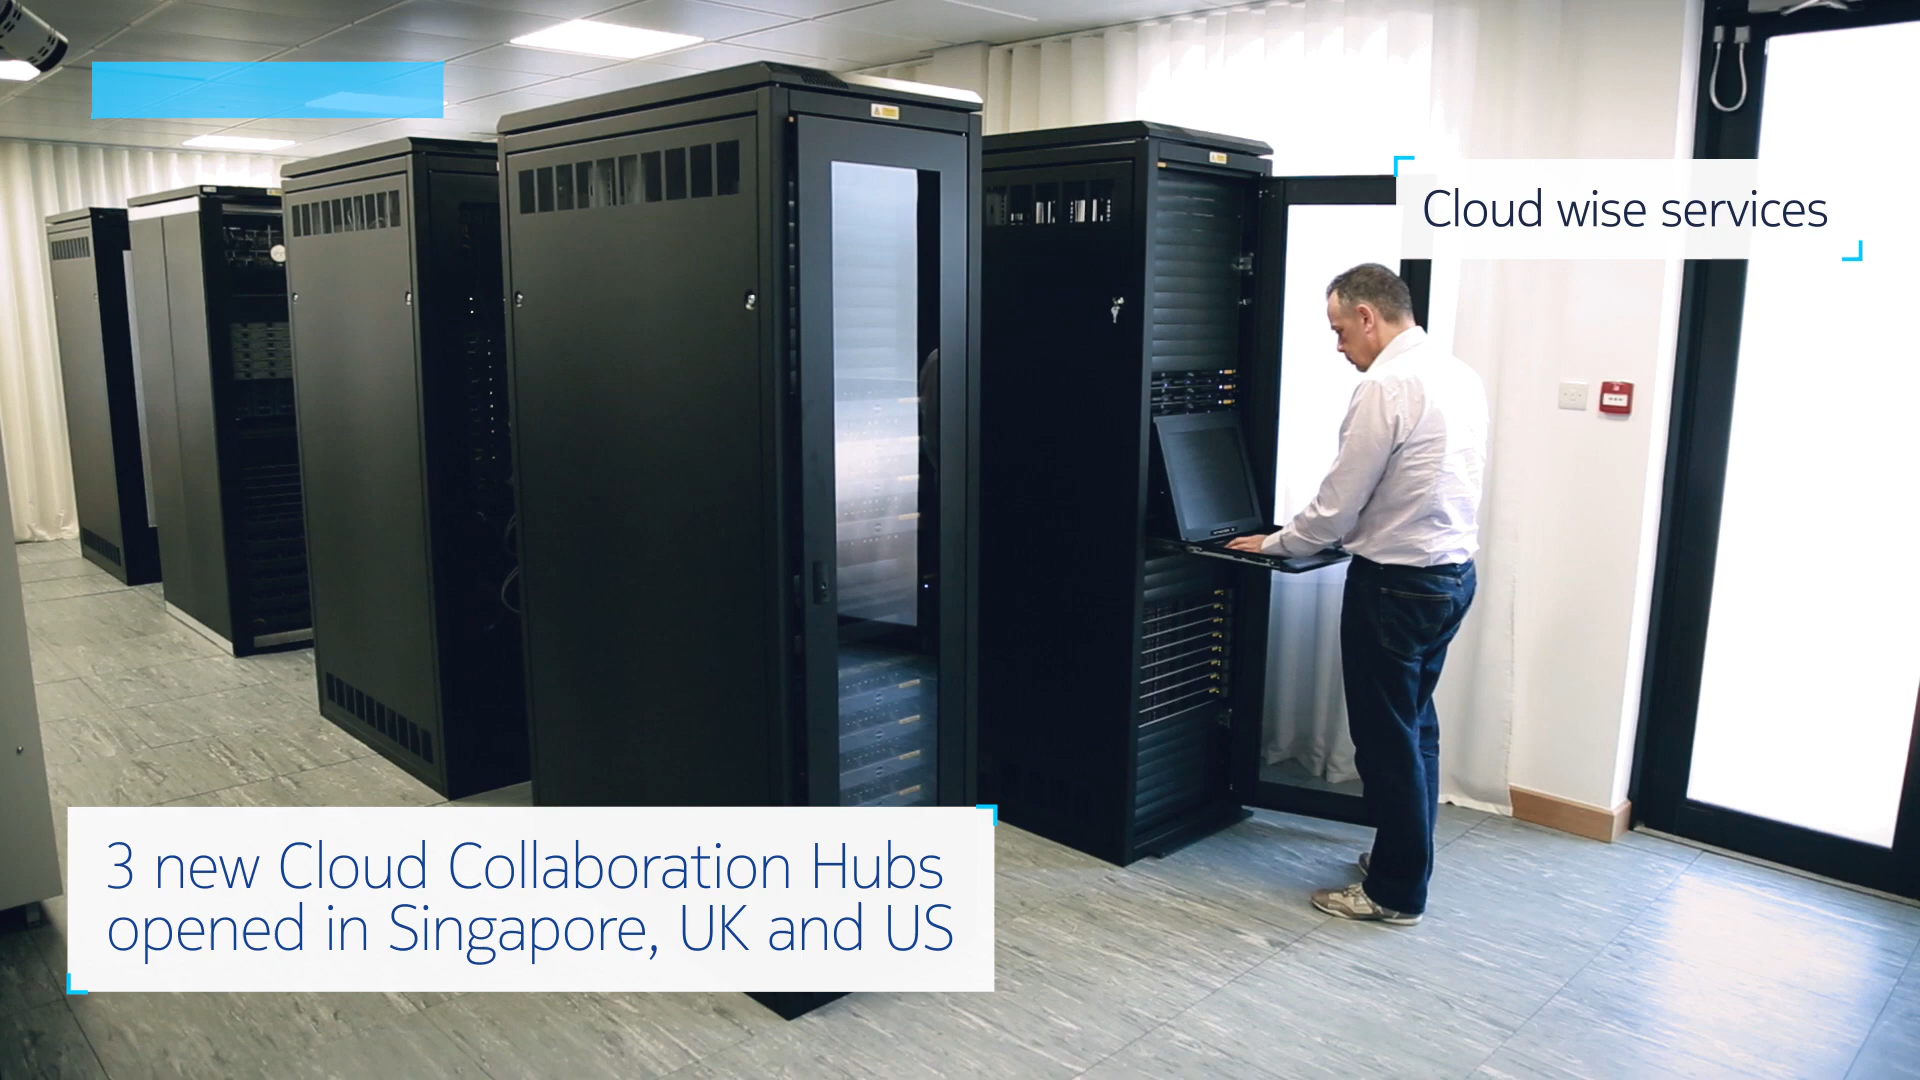 Cloud wise services
3 new Cloud Collaboration Hubs
opened in Singapore, UK and US